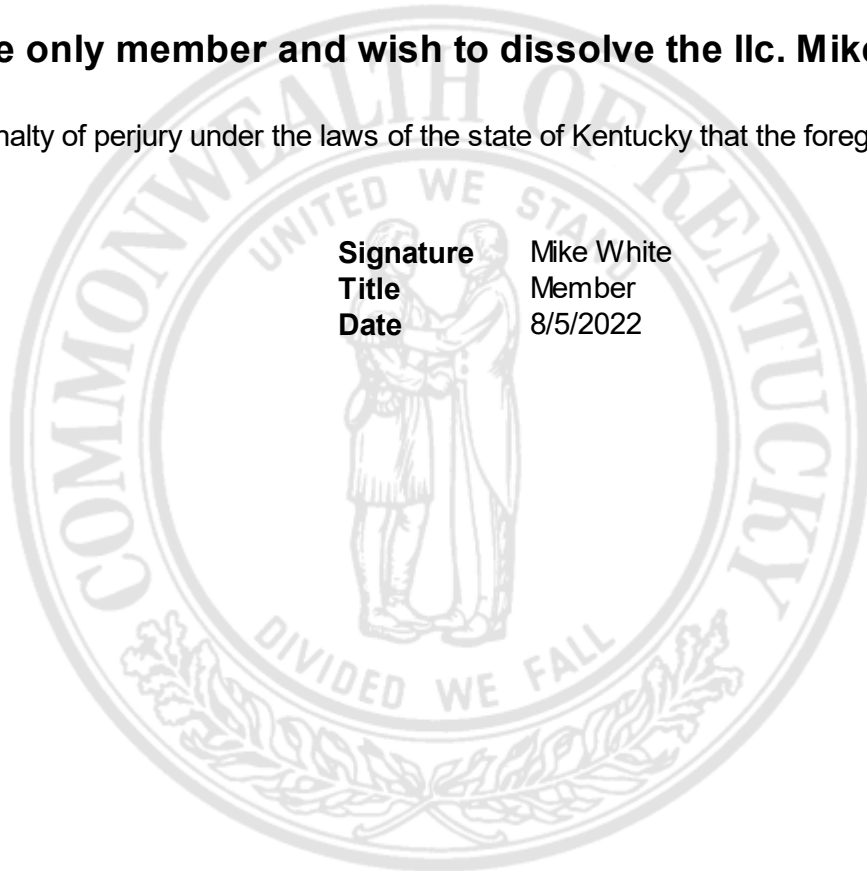 e only member and wish to dissolve the llc. Mike
nalty of perjury under the laws of the state of Kentucky that the foreg
COMMONWEALTH OF KENTUCKY
UNITED WE STAND
Signature Mike White
Title Member
Date 8/5/2022
DIVIDED WE FALL